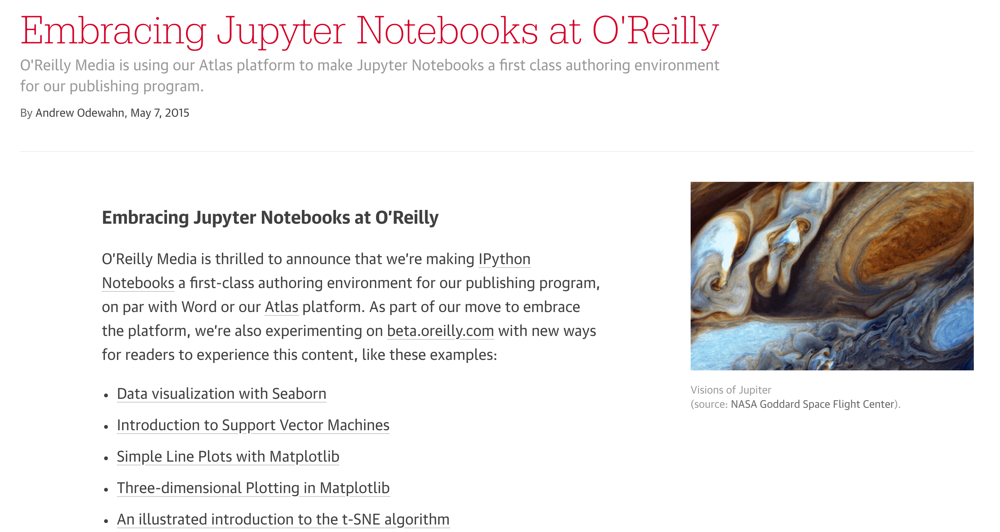 Embracing Jupyter Notebooks at O'Reilly
O'Reilly Media is using our Atlas platform to make Jupyter Notebooks a first class authoring environment
for our publishing program.
By Andrew Odewahn, May 7, 2015
Embracing Jupyter Notebooks at O’Reilly
O’Reilly Media is thrilled to announce that we’re making IPython
Notebooks a first-class authoring environment for our publishing program,
on par with Word or our Atlas platform. As part of our move to embrace
the platform, we’re also experimenting on beta.oreilly.com with new ways
for readers to experience this content, like these examples:
• Data visualization with Seaborn
• Introduction to Support Vector Machines
• Simple Line Plots with Matplotlib
• Three-dimensional Plotting in Matplotlib
• An illustrated introduction to the t-SNE algorithm
Visions of Jupiter
(source: NASA Goddard Space Flight Center).